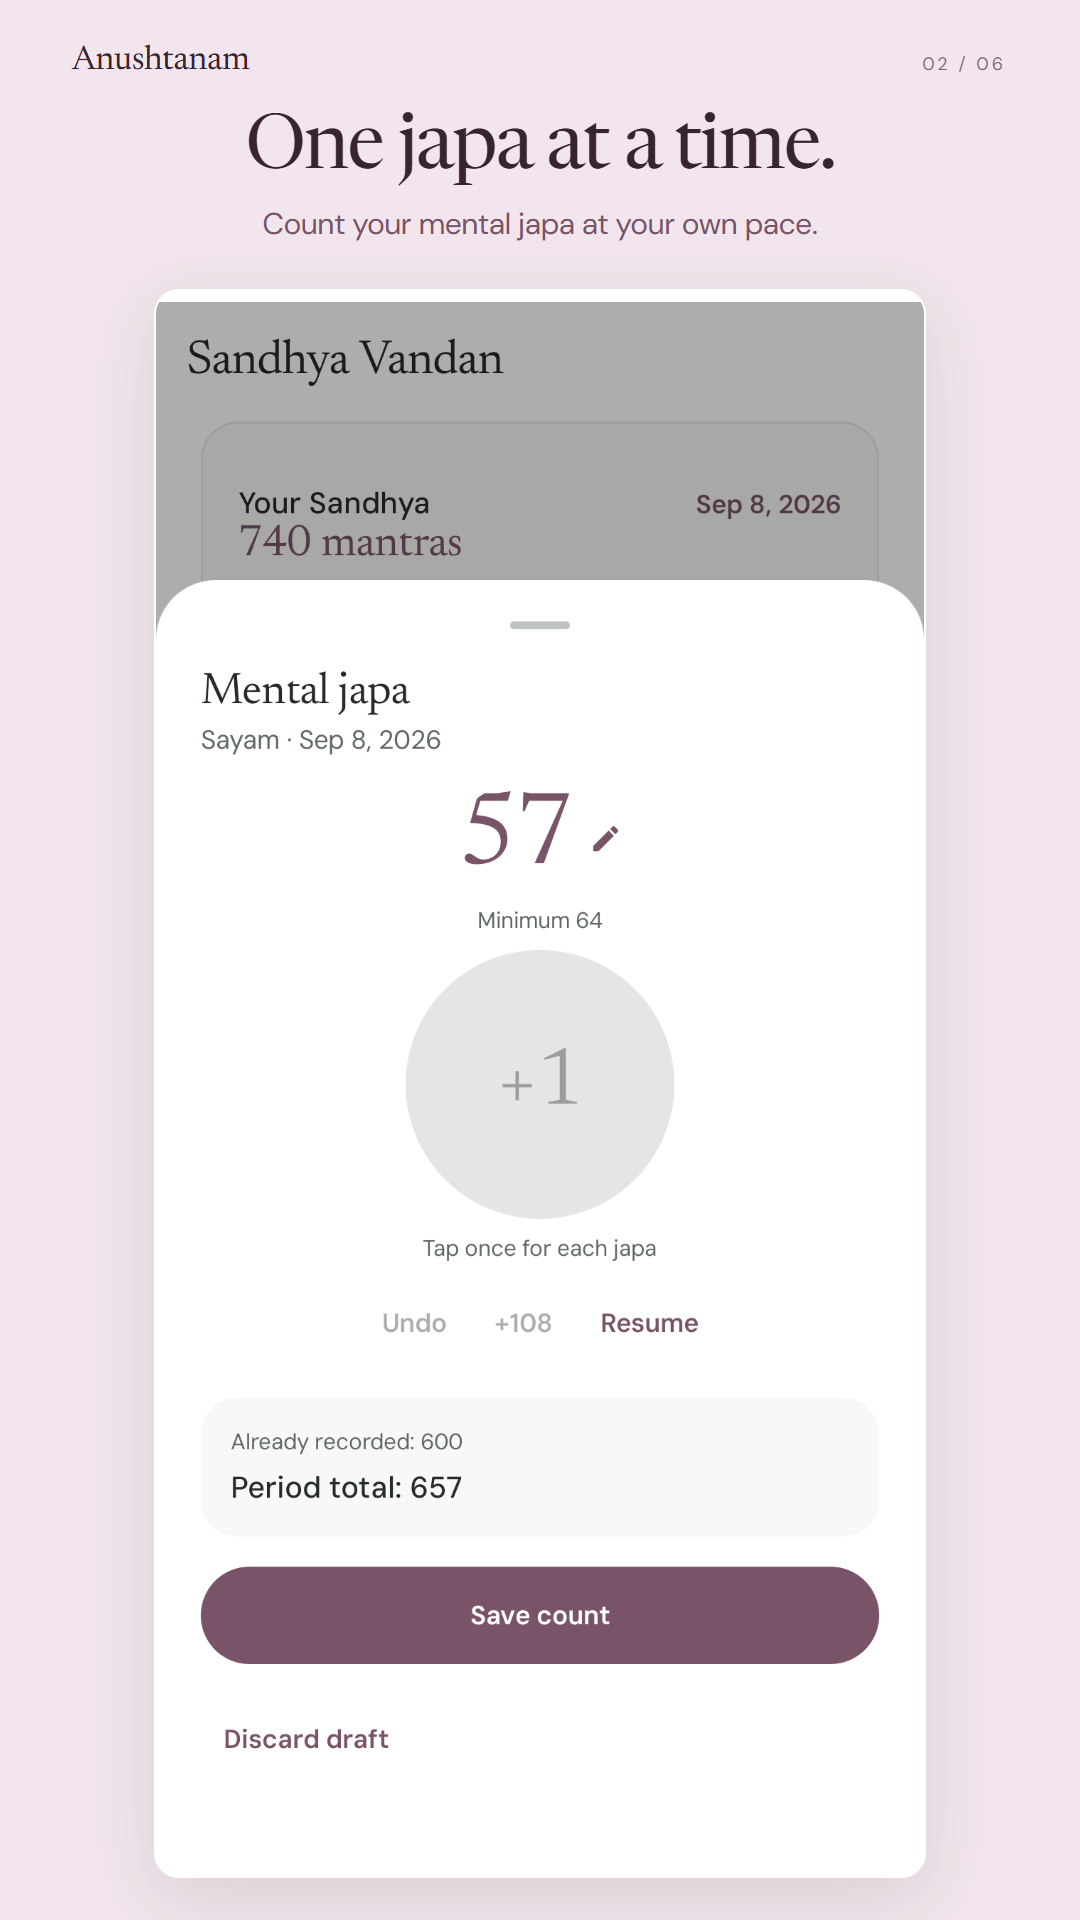 Anushtanam
02 / 06
One japa at a time.
Count your mental japa at your own pace.
Sandhya Vandan
Your Sandhya
Sep 8, 2026
740 mantras
Mental japa
Sayam · Sep 8, 2026
57
Minimum 64
+1
Tap once for each japa
Undo +108 Resume
Already recorded: 600
Period total: 657
Save count
Discard draft